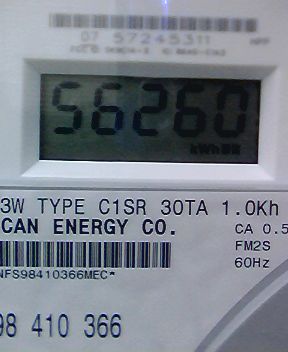 07 57245311
56260
kWh
3W TYPE C1SR 30TA 1.0Kh
CAN ENERGY CO.
CA 0.5
FM2S
60Hz
NFS98410366MEC*
98 410 366